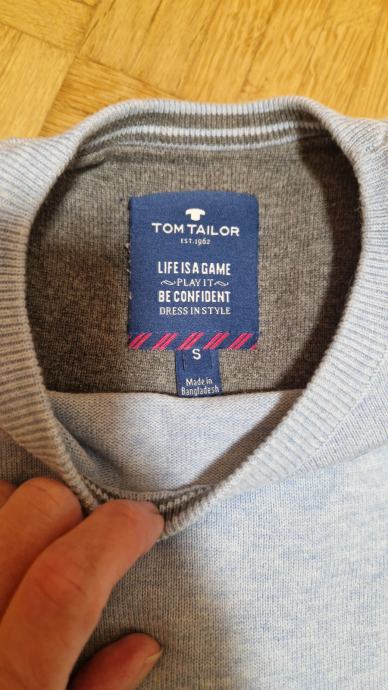 TOM TAILOR
EST.1962
LIFE IS A GAME
PLAY IT
BE CONFIDENT
DRESS IN STYLE
S
Made in
Bangladesh